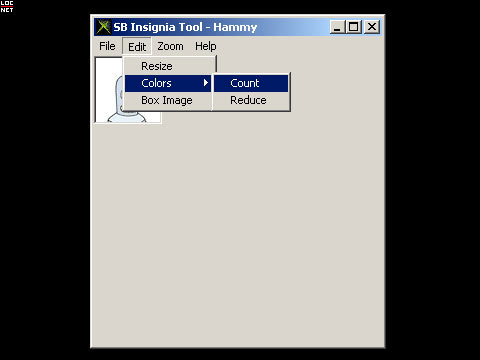 LOC
NET
SB Insignia Tool - Hammy
File Edit Zoom Help
Resize
Colors Count
Box Image Reduce